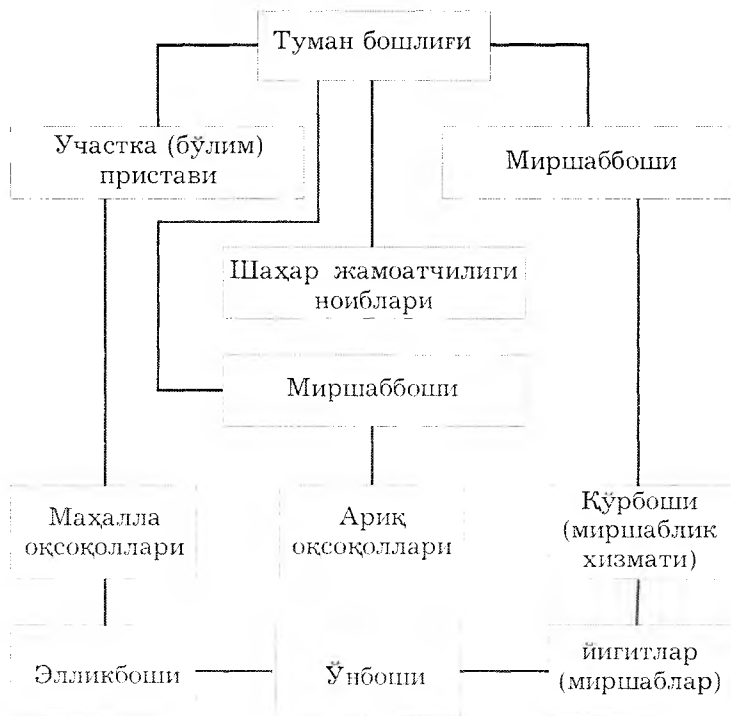 Туман бошлиғи
Участка (бўлим)
пристави
Миршаббоши
Шаҳар жамоатчилиги
ноиблари
Миршаббоши
Маҳалла
оқсоқоллари
Ариқ
оқсоқоллари
Қўрбоши
(миршаблик
хизмати)
Элликбоши
Ўнбоши
йигитлар
(миршаблар)